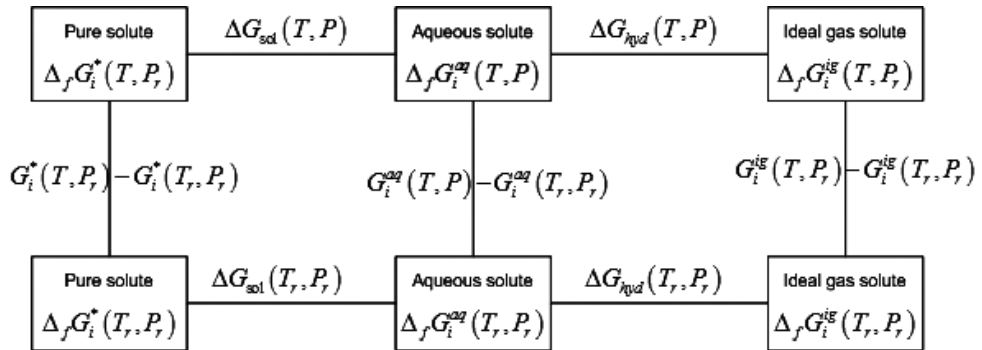 Pure solute
ΔG_sol(T, P)
Aqueous solute
ΔG_hyd(T, P)
Ideal gas solute
Δ_f G_i^*(T, P_r)
Δ_f G_i^aq(T, P)
Δ_f G_i^ig(T, P_r)
G_i^*(T, P_r) − G_i^*(T_r, P_r)
G_i^aq(T, P) − G_i^aq(T_r, P_r)
G_i^ig(T, P_r) − G_i^ig(T_r, P_r)
Pure solute
ΔG_sol(T_r, P_r)
Aqueous solute
ΔG_hyd(T_r, P_r)
Ideal gas solute
Δ_f G_i^*(T_r, P_r)
Δ_f G_i^aq(T_r, P_r)
Δ_f G_i^ig(T_r, P_r)